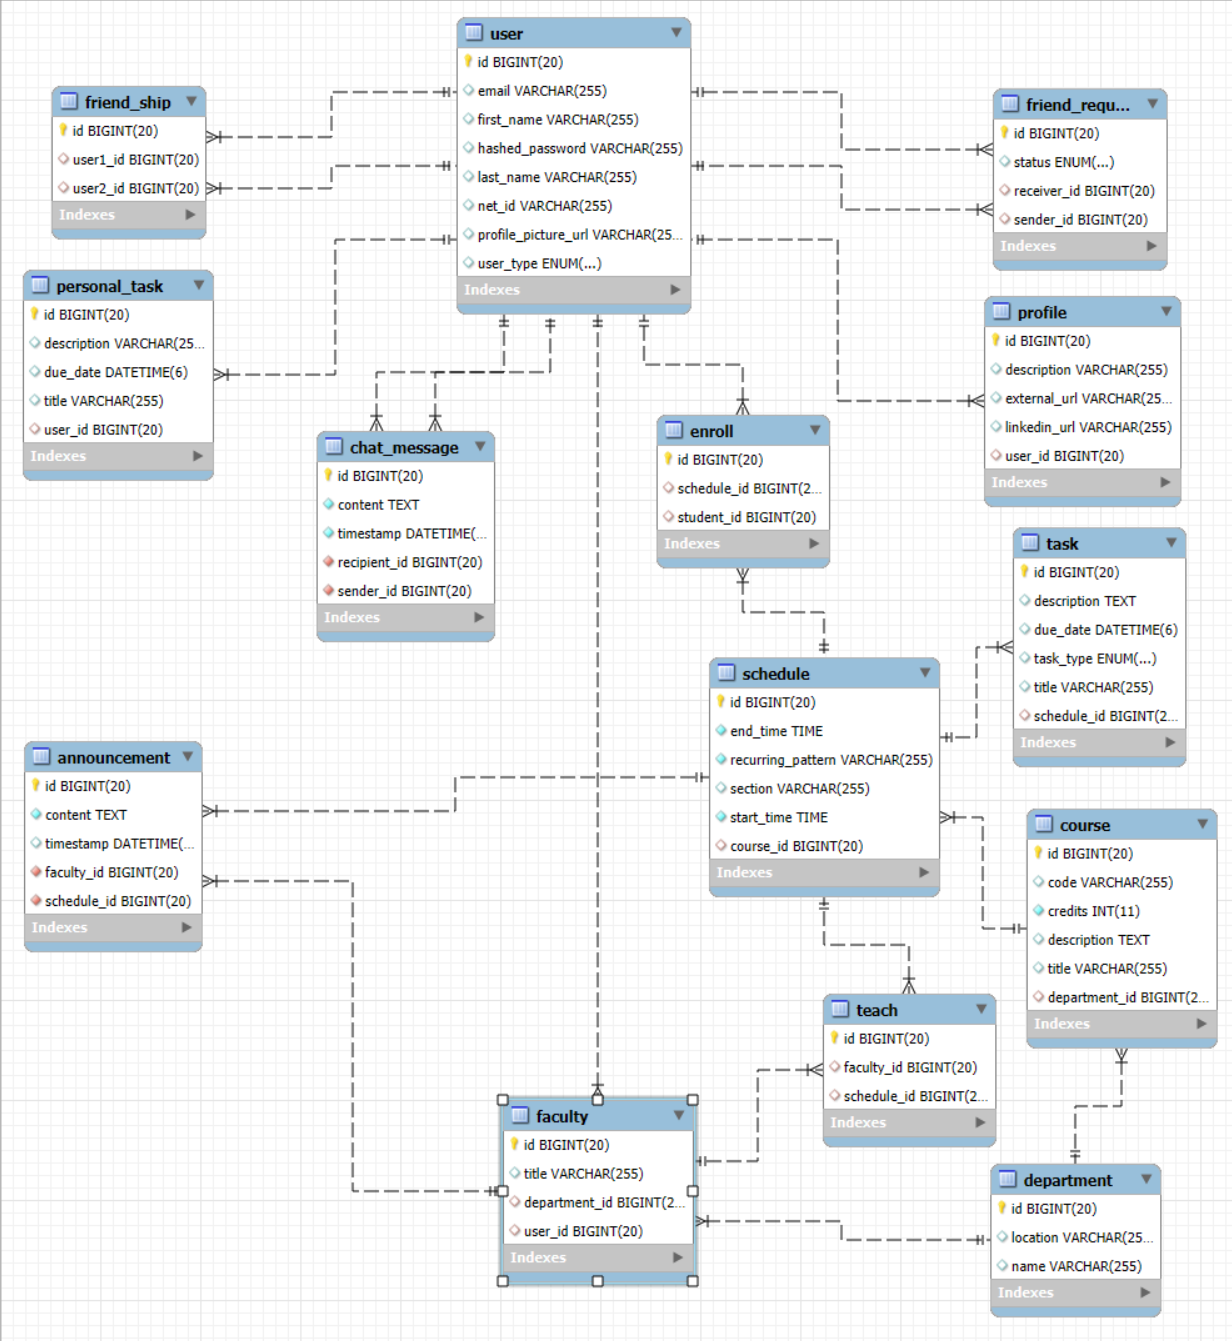 user
id BIGINT(20)
email VARCHAR(255)
first_name VARCHAR(255)
hashed_password VARCHAR(255)
last_name VARCHAR(255)
net_id VARCHAR(255)
profile_picture_url VARCHAR(25...
user_type ENUM(...)
Indexes
friend_ship
id BIGINT(20)
user1_id BIGINT(20)
user2_id BIGINT(20)
Indexes
friend_requ...
id BIGINT(20)
status ENUM(...)
receiver_id BIGINT(20)
sender_id BIGINT(20)
Indexes
personal_task
id BIGINT(20)
description VARCHAR(25...
due_date DATETIME(6)
title VARCHAR(255)
user_id BIGINT(20)
Indexes
profile
id BIGINT(20)
description VARCHAR(255)
external_url VARCHAR(25...
linkedin_url VARCHAR(255)
user_id BIGINT(20)
Indexes
chat_message
id BIGINT(20)
content TEXT
timestamp DATETIME(...
recipient_id BIGINT(20)
sender_id BIGINT(20)
Indexes
enroll
id BIGINT(20)
schedule_id BIGINT(2...
student_id BIGINT(20)
Indexes
task
id BIGINT(20)
description TEXT
due_date DATETIME(6)
task_type ENUM(...)
title VARCHAR(255)
schedule_id BIGINT(2...
Indexes
schedule
id BIGINT(20)
end_time TIME
recurring_pattern VARCHAR(255)
section VARCHAR(255)
start_time TIME
course_id BIGINT(20)
Indexes
announcement
id BIGINT(20)
content TEXT
timestamp DATETIME(...
faculty_id BIGINT(20)
schedule_id BIGINT(20)
Indexes
course
id BIGINT(20)
code VARCHAR(255)
credits INT(11)
description TEXT
title VARCHAR(255)
department_id BIGINT(2...
Indexes
teach
id BIGINT(20)
faculty_id BIGINT(20)
schedule_id BIGINT(2...
Indexes
faculty
id BIGINT(20)
title VARCHAR(255)
department_id BIGINT(2...
user_id BIGINT(20)
Indexes
department
id BIGINT(20)
location VARCHAR(25...
name VARCHAR(255)
Indexes